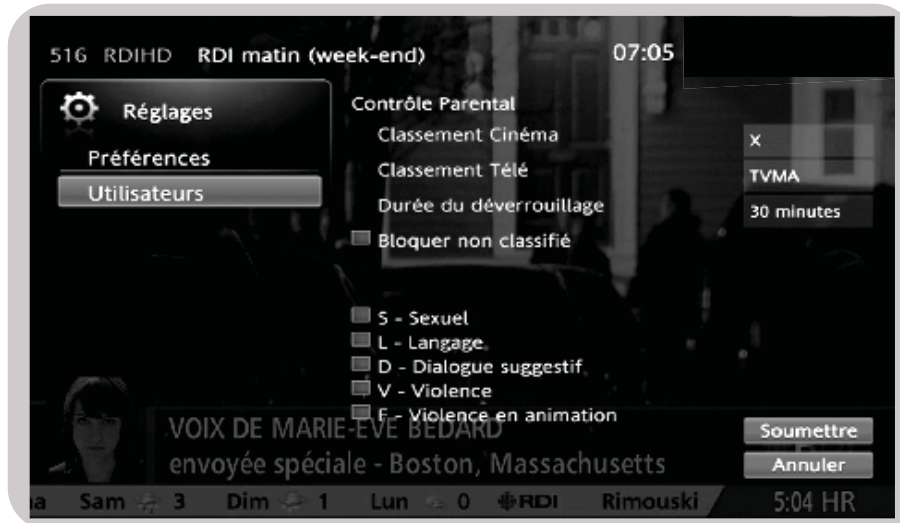 516 RDIHD RDI matin (week-end) 07:05
Réglages
Préférences
Utilisateurs
Contrôle Parental
Classement Cinéma X
Classement Télé TVMA
Durée du déverrouillage 30 minutes
Bloquer non classifié
S - Sexuel
L - Langage
D - Dialogue suggestif
V - Violence
F - Violence en animation
VOIX DE MARIE-EVE BÉDARD
envoyée spéciale - Boston, Massachusetts
Soumettre
Annuler
na Sam 3 Dim 1 Lun 0 RDI Rimouski 5:04 HR